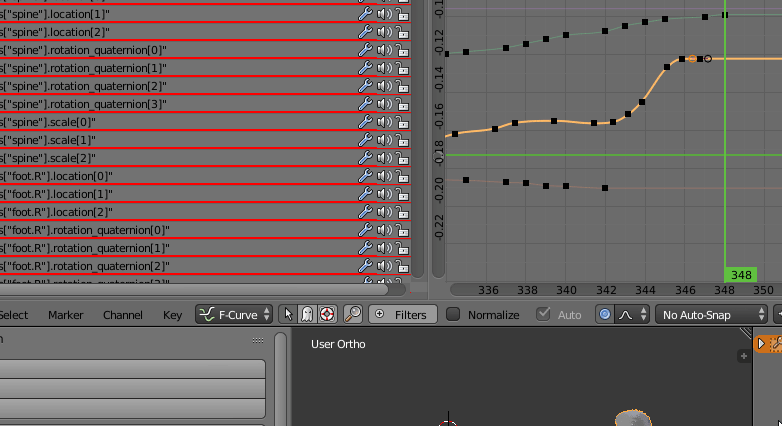 s["spine"].location[1]"
s["spine"].location[2]"
s["spine"].rotation_quaternion[0]"
s["spine"].rotation_quaternion[1]"
s["spine"].rotation_quaternion[2]"
s["spine"].rotation_quaternion[3]"
s["spine"].scale[0]"
s["spine"].scale[1]"
s["spine"].scale[2]"
s["foot.R"].location[0]"
s["foot.R"].location[1]"
s["foot.R"].location[2]"
s["foot.R"].rotation_quaternion[0]"
s["foot.R"].rotation_quaternion[1]"
s["foot.R"].rotation_quaternion[2]"
-0.12
-0.14
-0.16
-0.18
-0.20
-0.22
348
336 338 340 342 344 346 348 350
Select Marker Channel Key F-Curve Filters Normalize Auto No Auto-Snap
User Ortho